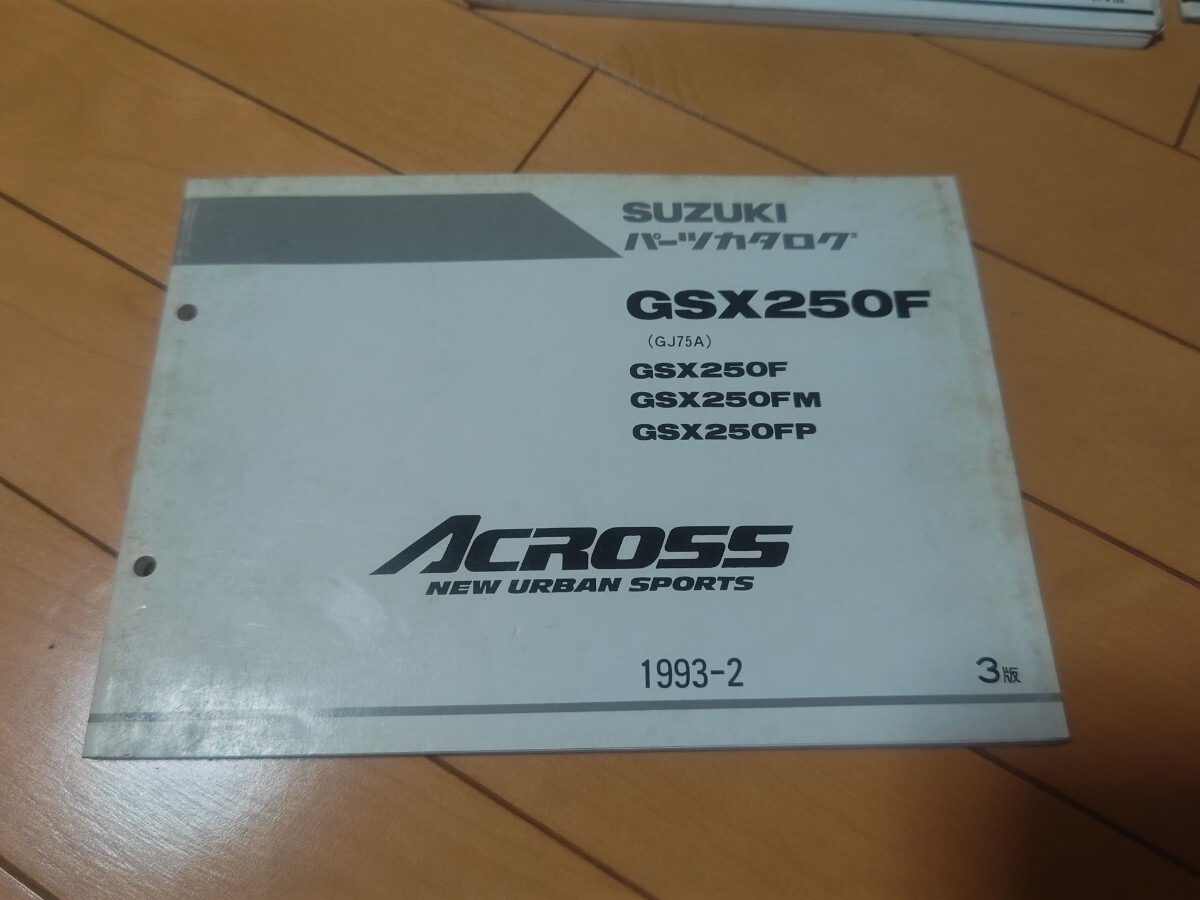 SUZUKI
パーツカタログ
GSX250F
(GJ75A)
GSX250F
GSX250FM
GSX250FP
ACROSS
NEW URBAN SPORTS
1993-2
3版